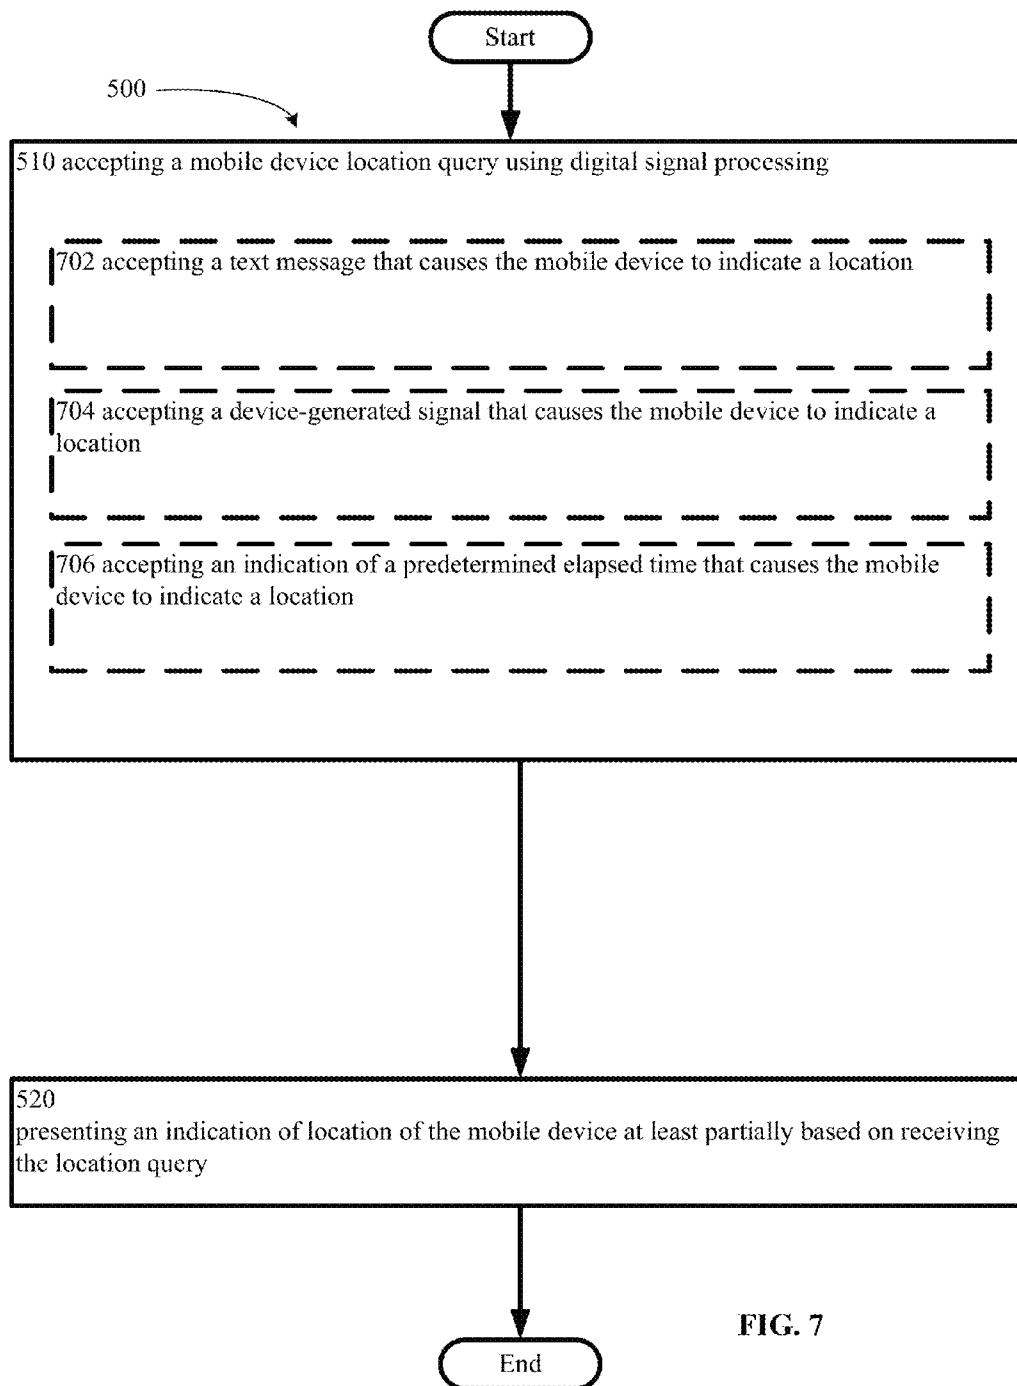 Start
500
510 accepting a mobile device location query using digital signal processing
702 accepting a text message that causes the mobile device to indicate a location
704 accepting a device-generated signal that causes the mobile device to indicate a
location
706 accepting an indication of a predetermined elapsed time that causes the mobile
device to indicate a location
520
presenting an indication of location of the mobile device at least partially based on receiving
the location query
FIG. 7
End